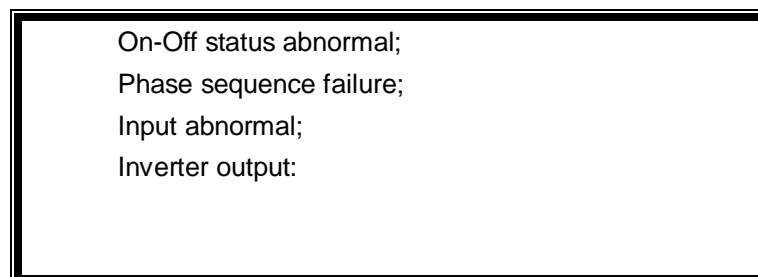 On-Off status abnormal;
Phase sequence failure;
Input abnormal;
Inverter output: